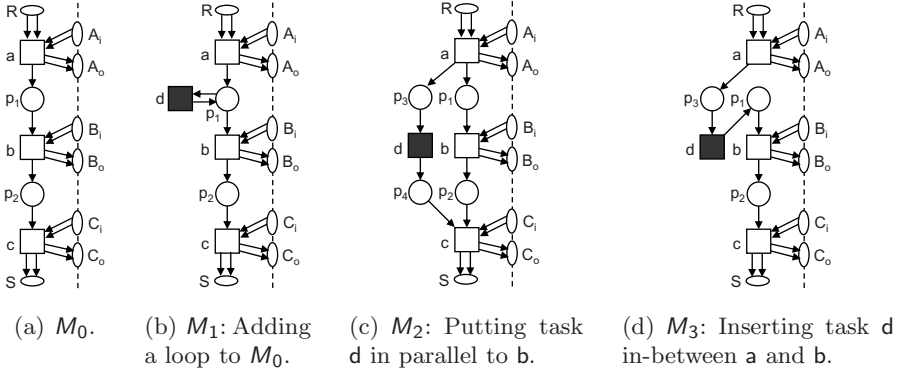 R
A_i
a
A_o
p_1
B_i
b
B_o
p_2
C_i
c
C_o
S
R
A_i
a
A_o
d
p_1
B_i
b
B_o
p_2
C_i
c
C_o
S
R
A_i
a
A_o
p_3
p_1
B_i
d
b
B_o
p_4
p_2
C_i
c
C_o
S
R
A_i
a
A_o
p_3
p_1
B_i
d
b
B_o
p_2
C_i
c
C_o
S
(a) M_0.
(b) M_1: Adding
a loop to M_0.
(c) M_2: Putting task
d in parallel to b.
(d) M_3: Inserting task d
in-between a and b.